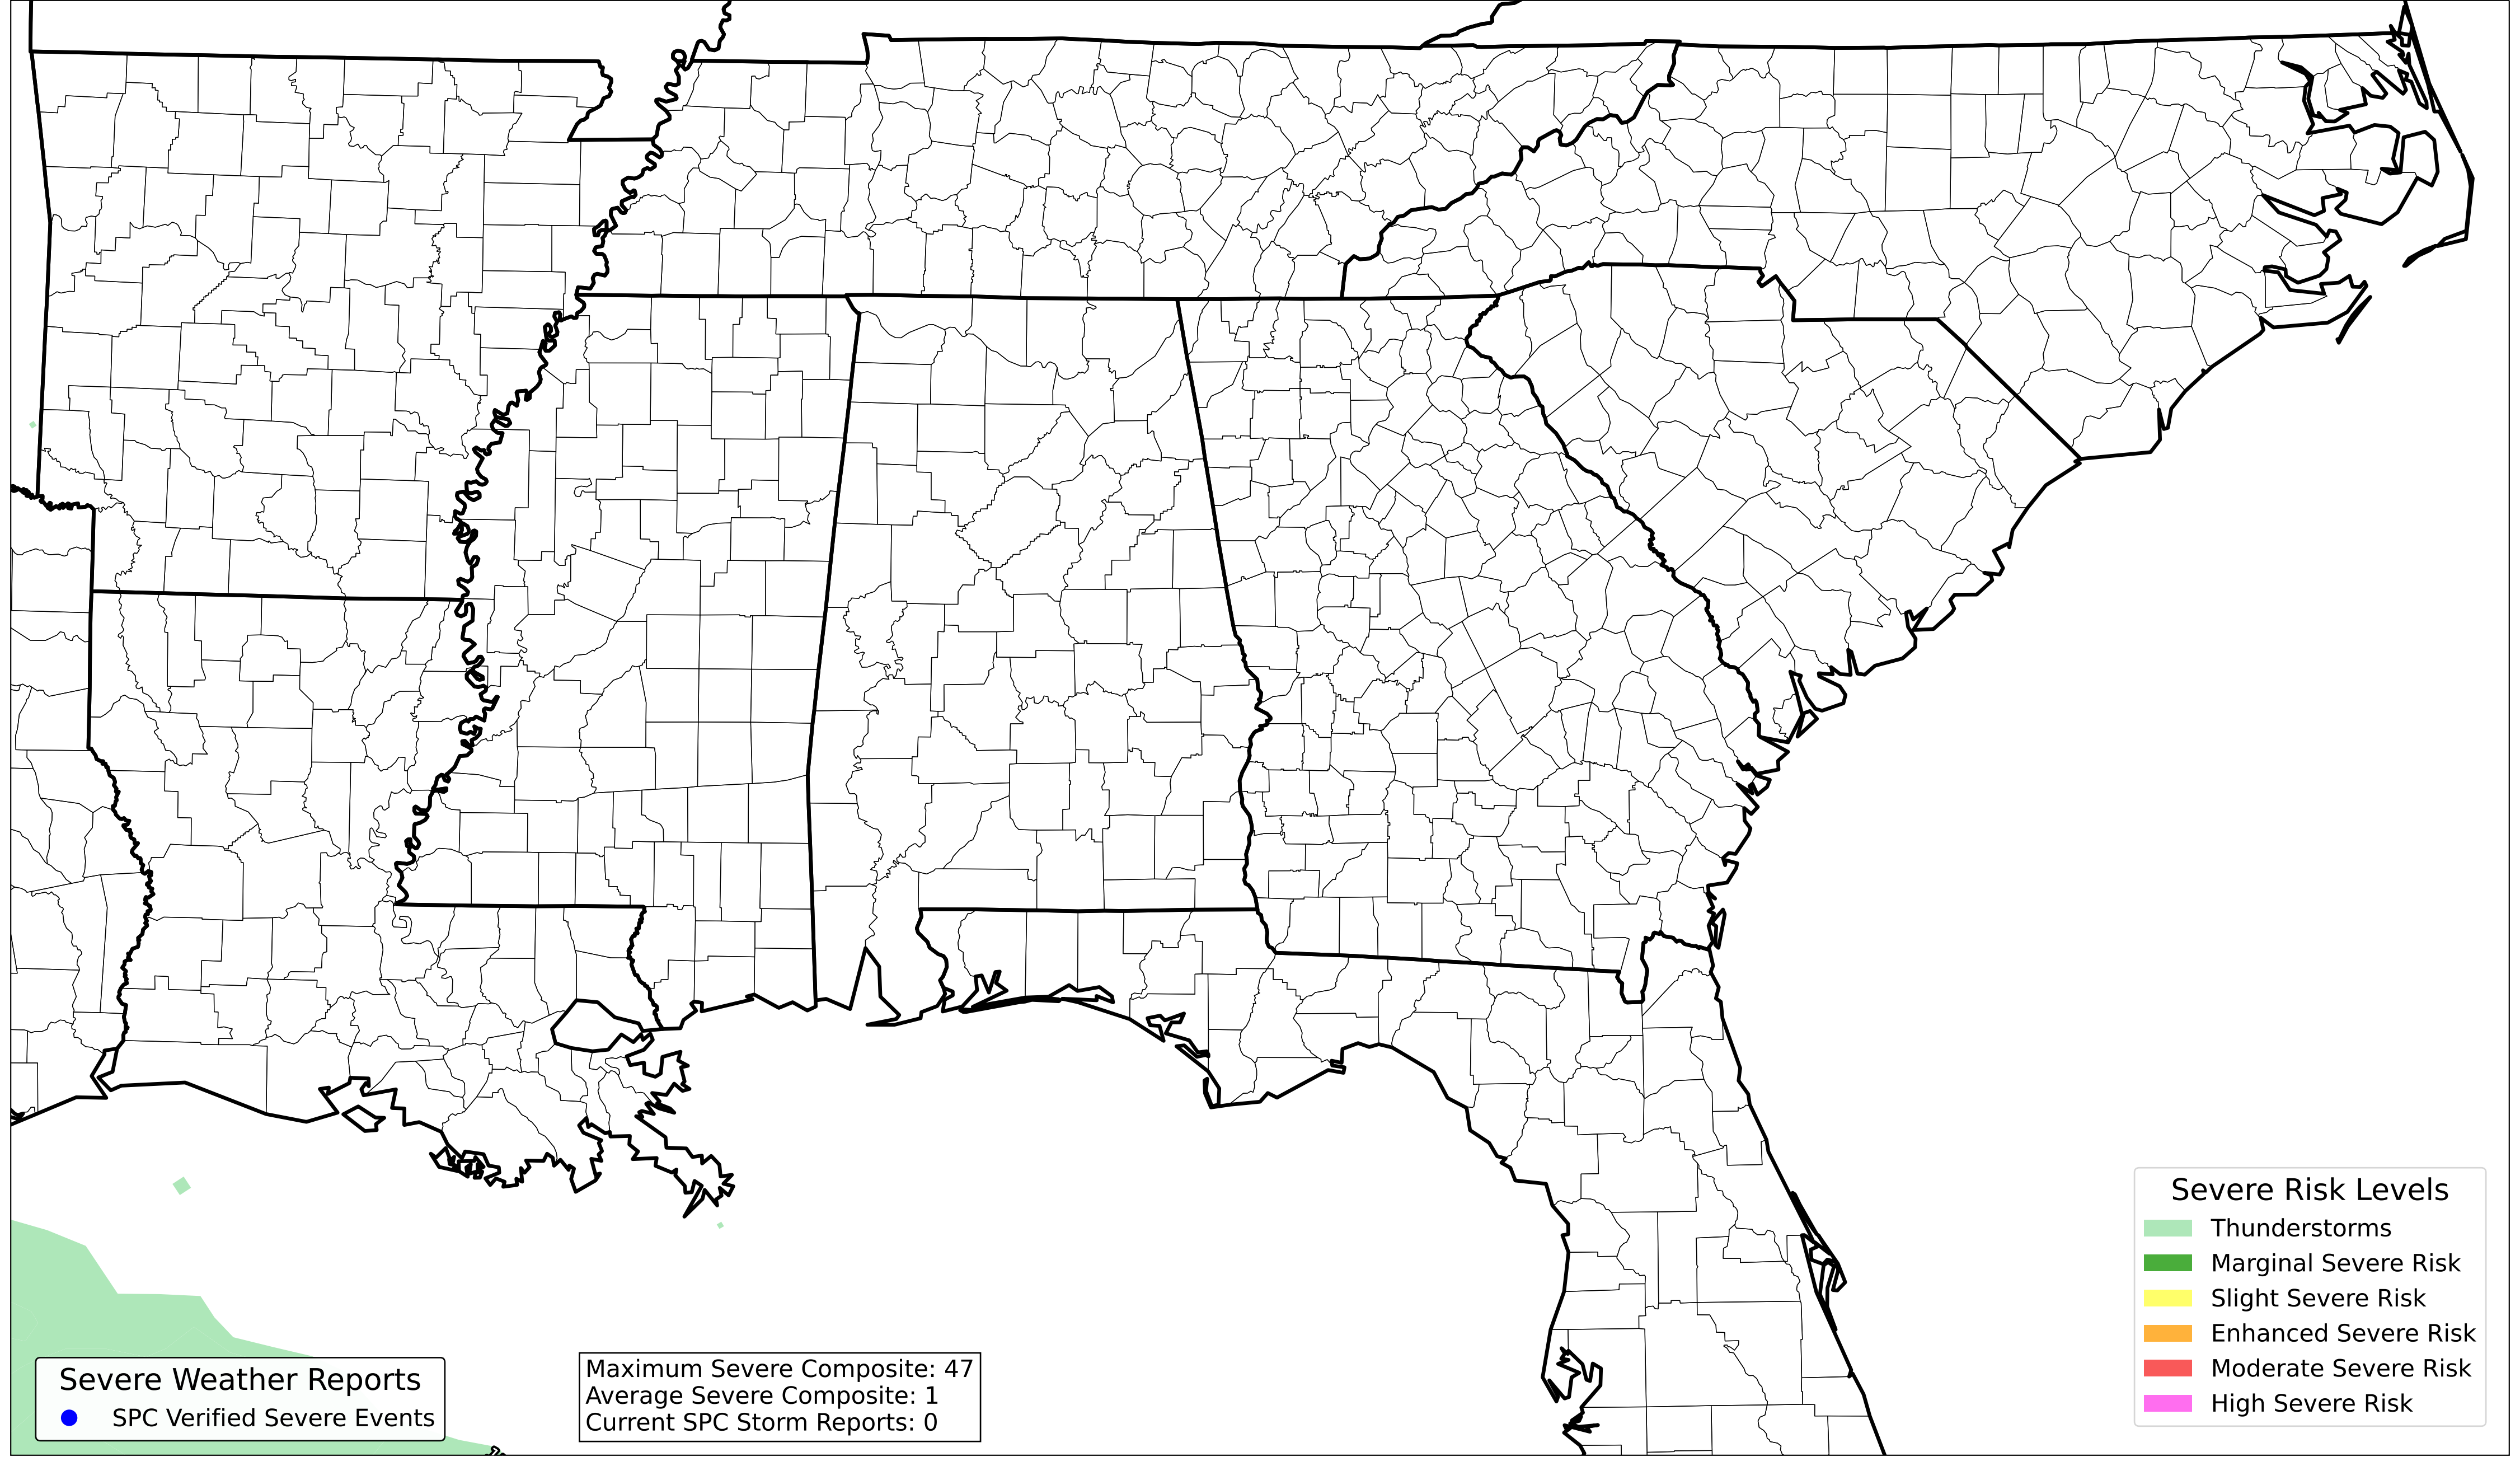 Severe Weather Reports
SPC Verified Severe Events
Maximum Severe Composite: 47
Average Severe Composite: 1
Current SPC Storm Reports: 0
Severe Risk Levels
Thunderstorms
Marginal Severe Risk
Slight Severe Risk
Enhanced Severe Risk
Moderate Severe Risk
High Severe Risk